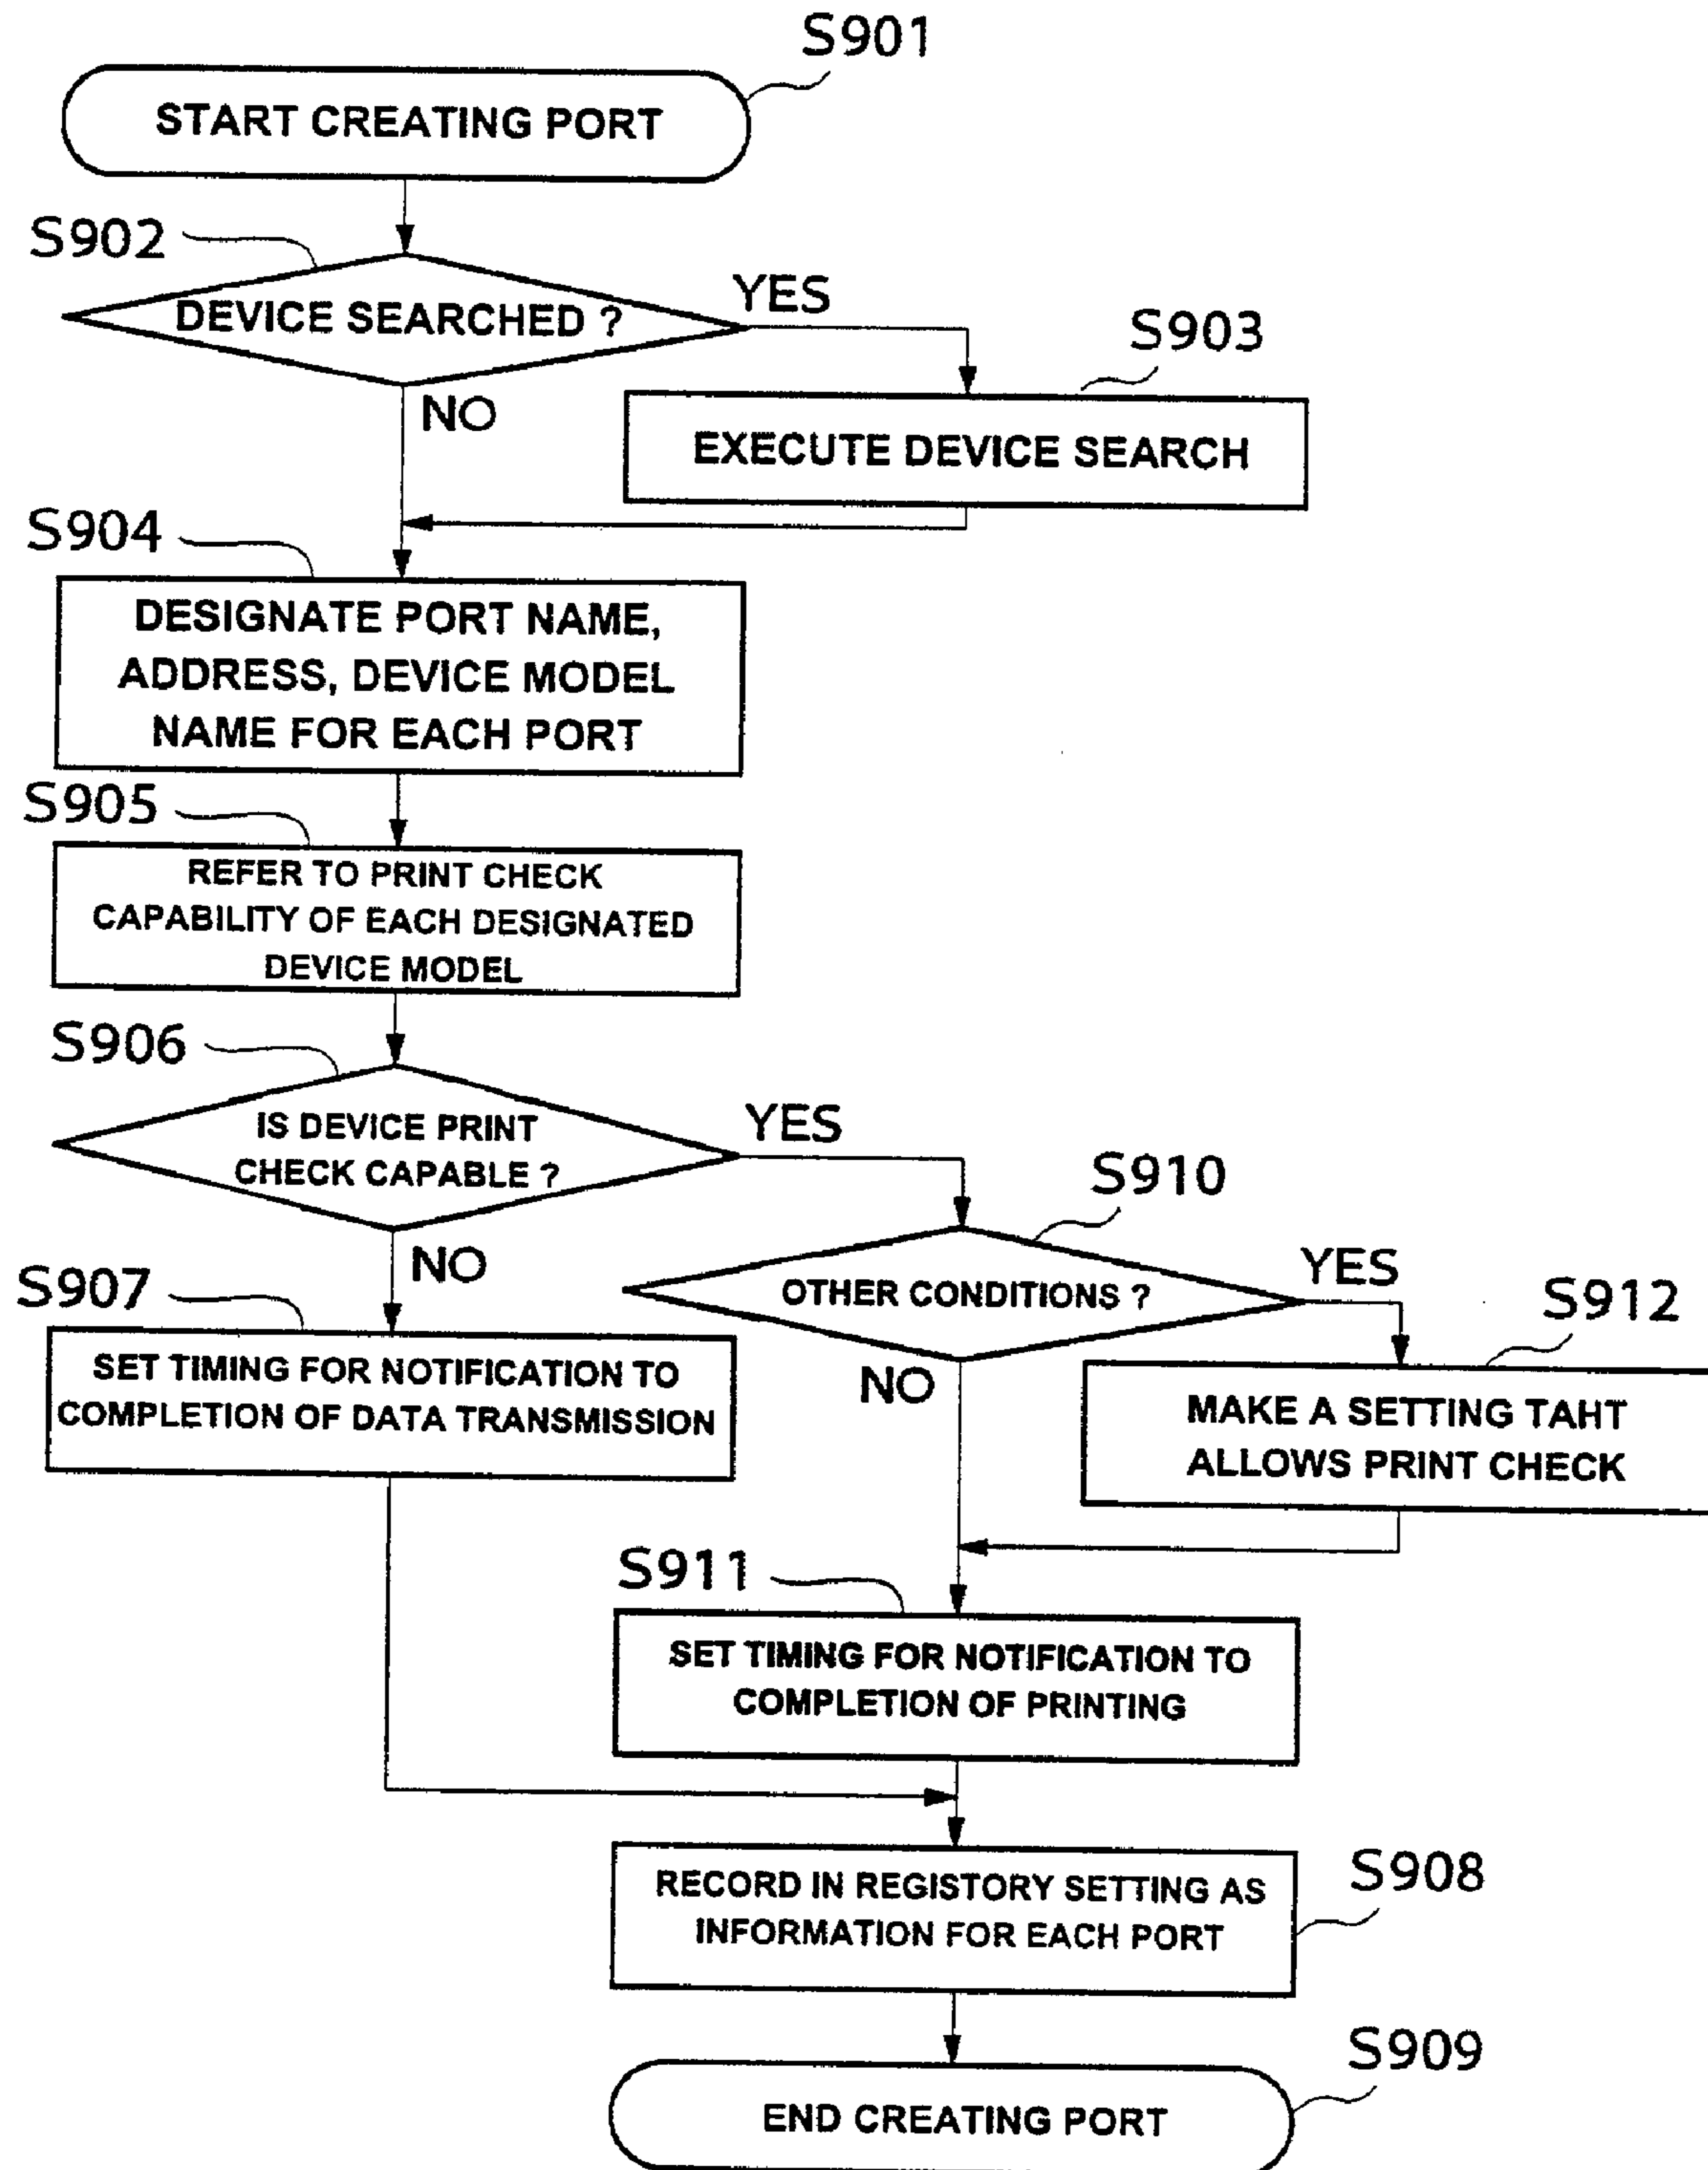 S901
START CREATING PORT
S902
DEVICE SEARCHED ?
YES
NO
S903
EXECUTE DEVICE SEARCH
S904
DESIGNATE PORT NAME,
ADDRESS, DEVICE MODEL
NAME FOR EACH PORT
S905
REFER TO PRINT CHECK
CAPABILITY OF EACH DESIGNATED
DEVICE MODEL
S906
IS DEVICE PRINT
CHECK CAPABLE ?
YES
NO
S910
OTHER CONDITIONS ?
YES
NO
S907
SET TIMING FOR NOTIFICATION TO
COMPLETION OF DATA TRANSMISSION
S912
MAKE A SETTING TAHT
ALLOWS PRINT CHECK
S911
SET TIMING FOR NOTIFICATION TO
COMPLETION OF PRINTING
S908
RECORD IN REGISTORY SETTING AS
INFORMATION FOR EACH PORT
S909
END CREATING PORT